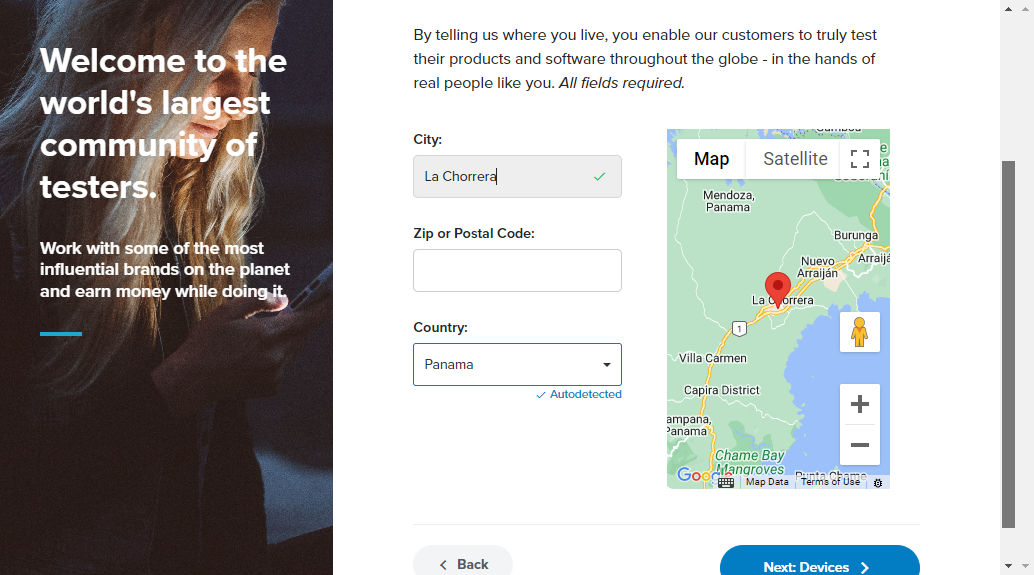 Welcome to the
world's largest
community of
testers.
Work with some of the most
influential brands on the planet
and earn money while doing it.
By telling us where you live, you enable our customers to truly test
their products and software throughout the globe - in the hands of
real people like you. All fields required.
City:
La Chorrera
Zip or Postal Code:
Country:
Panama
Autodetected
Map
Satellite
Mendoza,
Panama
Burunga
Nuevo
Arraiján
La Chorrera
1
Villa Carmen
Capira District
Panama
Chame Bay
Mangroves
Punta Chame
Google
Map Data
Terms of Use
Back
Next: Devices